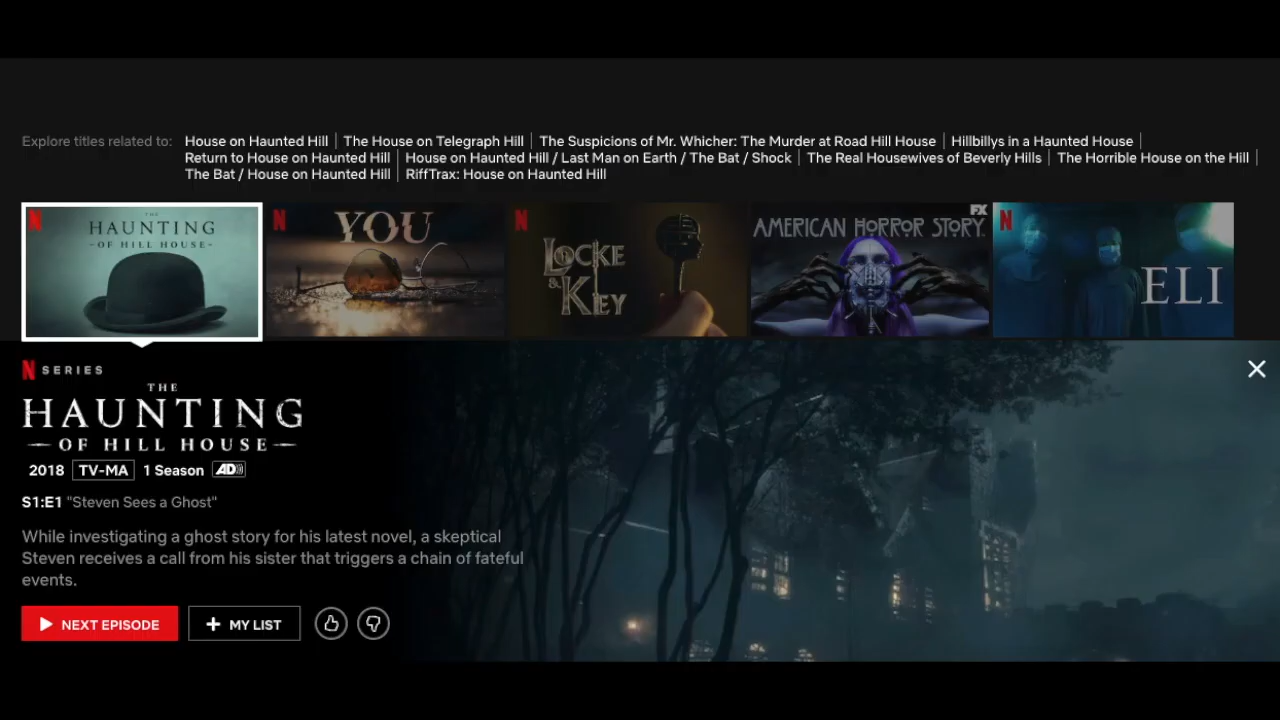 Explore titles related to: House on Haunted Hill | The House on Telegraph Hill | The Suspicions of Mr. Whicher: The Murder at Road Hill House | Hillbillys in a Haunted House |
Return to House on Haunted Hill | House on Haunted Hill / Last Man on Earth / The Bat / Shock | The Real Housewives of Beverly Hills | The Horrible House on the Hill |
The Bat / House on Haunted Hill | RiffTrax: House on Haunted Hill
N
THE
HAUNTING
OF HILL HOUSE
N
YOU
N
LOCKE
& KEY
FX
AMERICAN HORROR STORY
N
ELI
N SERIES
THE
HAUNTING
OF HILL HOUSE
2018 TV-MA 1 Season AD
S1:E1 "Steven Sees a Ghost"
While investigating a ghost story for his latest novel, a skeptical
Steven receives a call from his sister that triggers a chain of fateful
events.
NEXT EPISODE + MY LIST